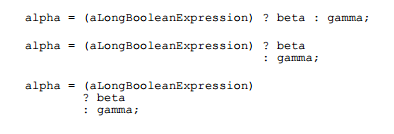 alpha = (aLongBooleanExpression) ? beta : gamma;
alpha = (aLongBooleanExpression) ? beta
                                 : gamma;
alpha = (aLongBooleanExpression)
        ? beta
        : gamma;